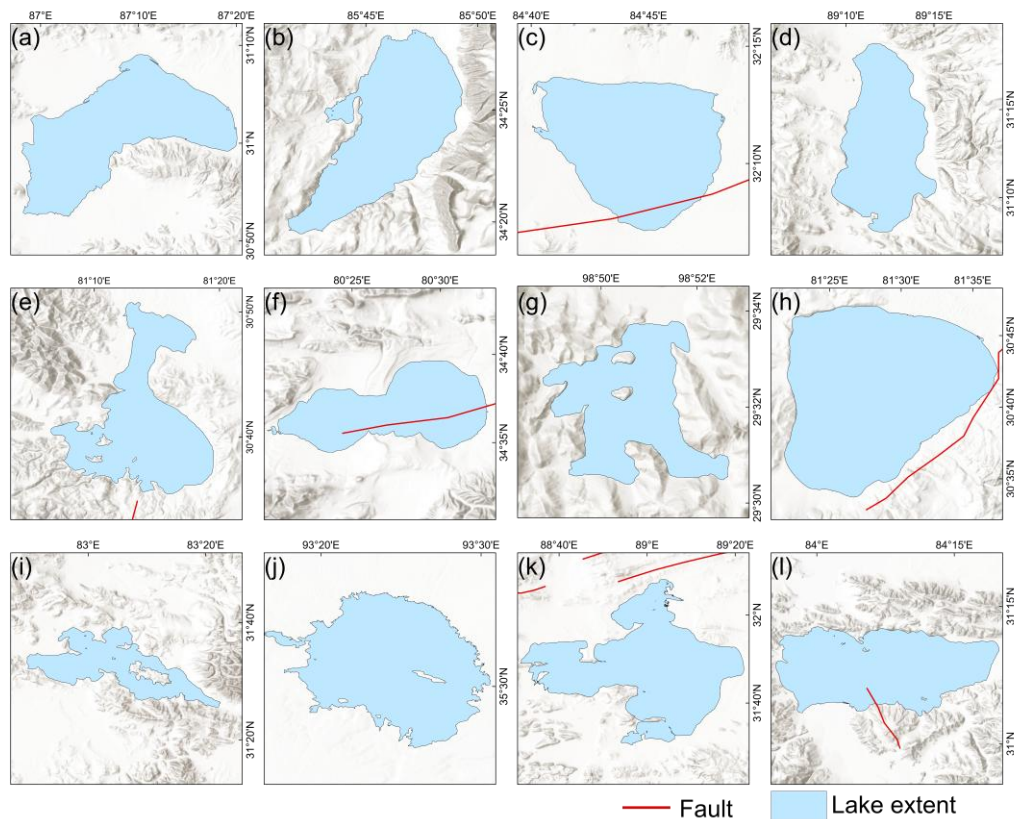 87°E 87°10'E 87°20'E
(a)
31°10'N
31°N
30°50'N
85°45'E 85°50'E
(b)
34°25'N
34°20'N
84°40'E 84°45'E
(c)
32°15'N
32°10'N
89°10'E 89°15'E
(d)
31°15'N
31°10'N
81°10'E 81°20'E
(e)
30°50'N
30°40'N
80°25'E 80°30'E
(f)
34°40'N
34°35'N
98°50'E 98°52'E
(g)
29°34'N
29°32'N
29°30'N
81°25'E 81°30'E 81°35'E
(h)
30°45'N
30°40'N
30°35'N
83°E 83°20'E
(i)
31°40'N
31°20'N
93°20'E 93°30'E
(j)
35°30'N
88°40'E 89°E 89°20'E
(k)
32°N
31°40'N
84°E 84°15'E
(l)
31°15'N
31°N
Fault Lake extent